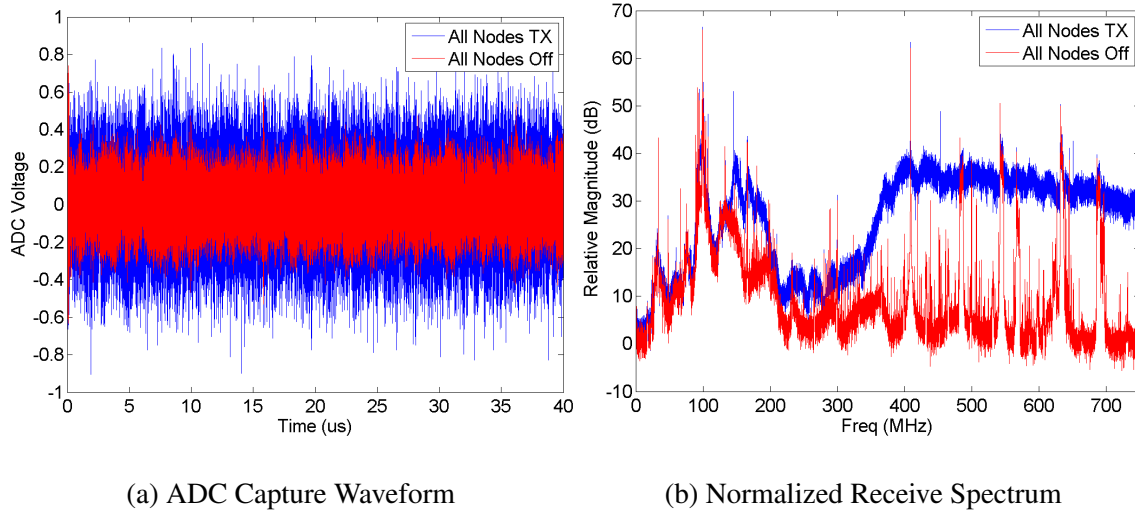 1
0.8
0.6
0.4
0.2
0
-0.2
-0.4
-0.6
-0.8
-1
ADC Voltage
All Nodes TX
All Nodes Off
0 5 10 15 20 25 30 35 40
Time (us)
(a) ADC Capture Waveform
70
60
50
40
30
20
10
0
-10
Relative Magnitude (dB)
All Nodes TX
All Nodes Off
0 100 200 300 400 500 600 700
Freq (MHz)
(b) Normalized Receive Spectrum